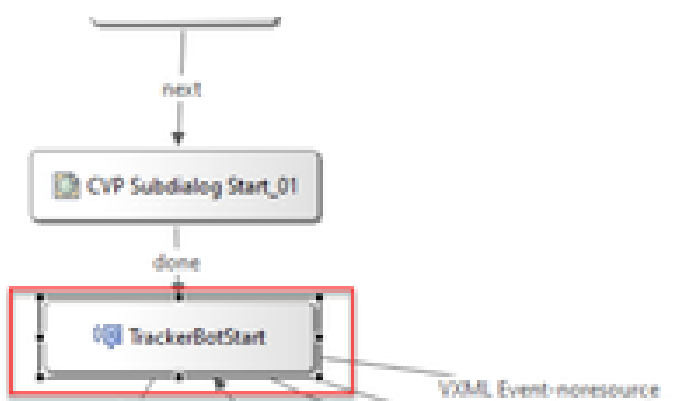 next
CVP Subdialog Start_01
done
TrackerBotStart
VXML Event-noresource